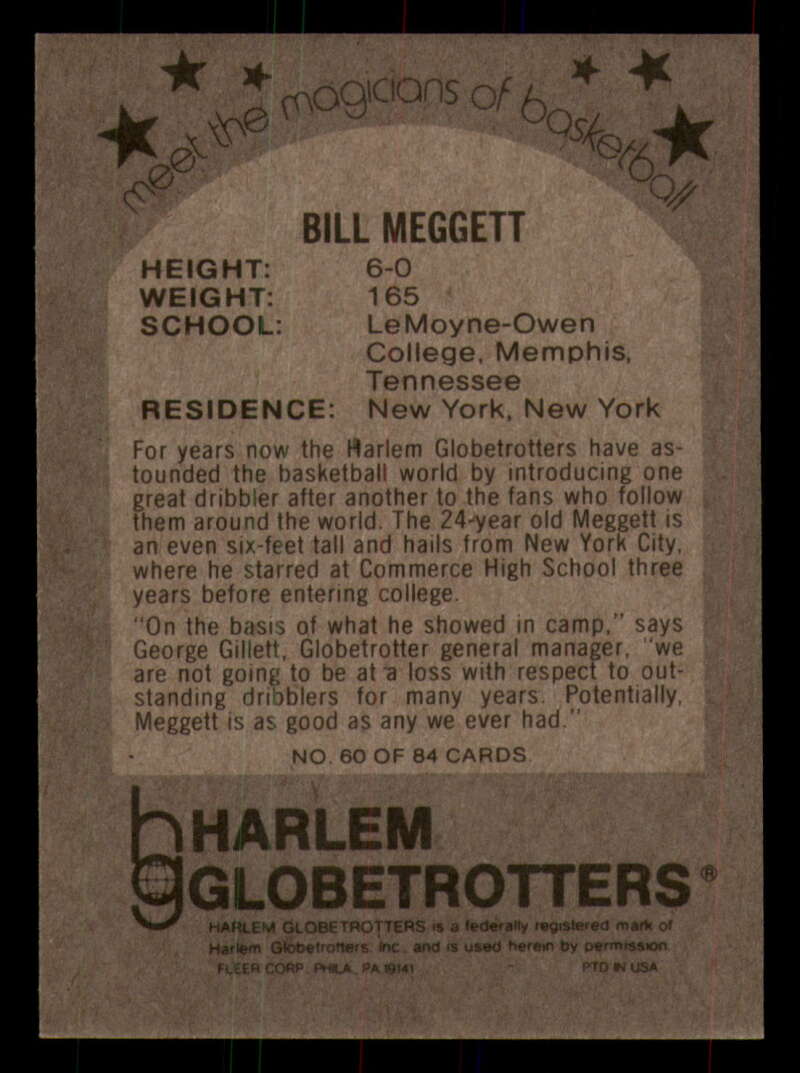 meet the magicians of basketball
BILL MEGGETT
HEIGHT: 6-0
WEIGHT: 165
SCHOOL: LeMoyne-Owen
College, Memphis,
Tennessee
RESIDENCE: New York, New York
For years now the Harlem Globetrotters have as-
tounded the basketball world by introducing one
great dribbler after another to the fans who follow
them around the world. The 24-year old Meggett is
an even six-feet tall and hails from New York City,
where he starred at Commerce High School three
years before entering college.
"On the basis of what he showed in camp," says
George Gillett, Globetrotter general manager, "we
are not going to be at a loss with respect to out-
standing dribblers for many years. Potentially,
Meggett is as good as any we ever had."
NO. 60 OF 84 CARDS
hg HARLEM
GLOBETROTTERS®
HARLEM GLOBETROTTERS is a federally registered mark of
Harlem Globetrotters, Inc., and is used herein by permission.
FLEER CORP. PHILA., PA 19141 PTD IN USA